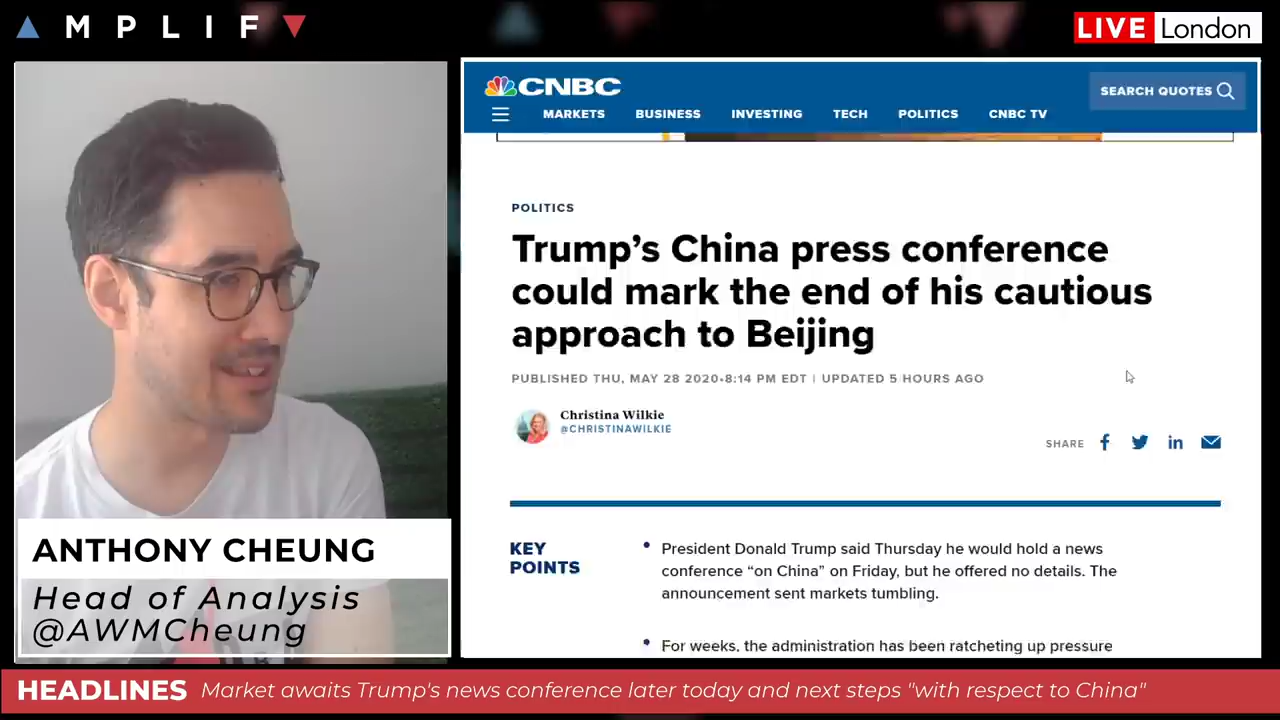 AMPLIFY
LIVE London
CNBC
SEARCH QUOTES
MARKETS BUSINESS INVESTING TECH POLITICS CNBC TV
POLITICS
Trump’s China press conference
could mark the end of his cautious
approach to Beijing
PUBLISHED THU, MAY 28 2020•8:14 PM EDT | UPDATED 5 HOURS AGO
Christina Wilkie
@CHRISTINAWILKIE
SHARE
KEY
POINTS
• President Donald Trump said Thursday he would hold a news
conference “on China” on Friday, but he offered no details. The
announcement sent markets tumbling.
• For weeks, the administration has been ratcheting up pressure
ANTHONY CHEUNG
Head of Analysis
@AWMCheung
HEADLINES Market awaits Trump's news conference later today and next steps "with respect to China"